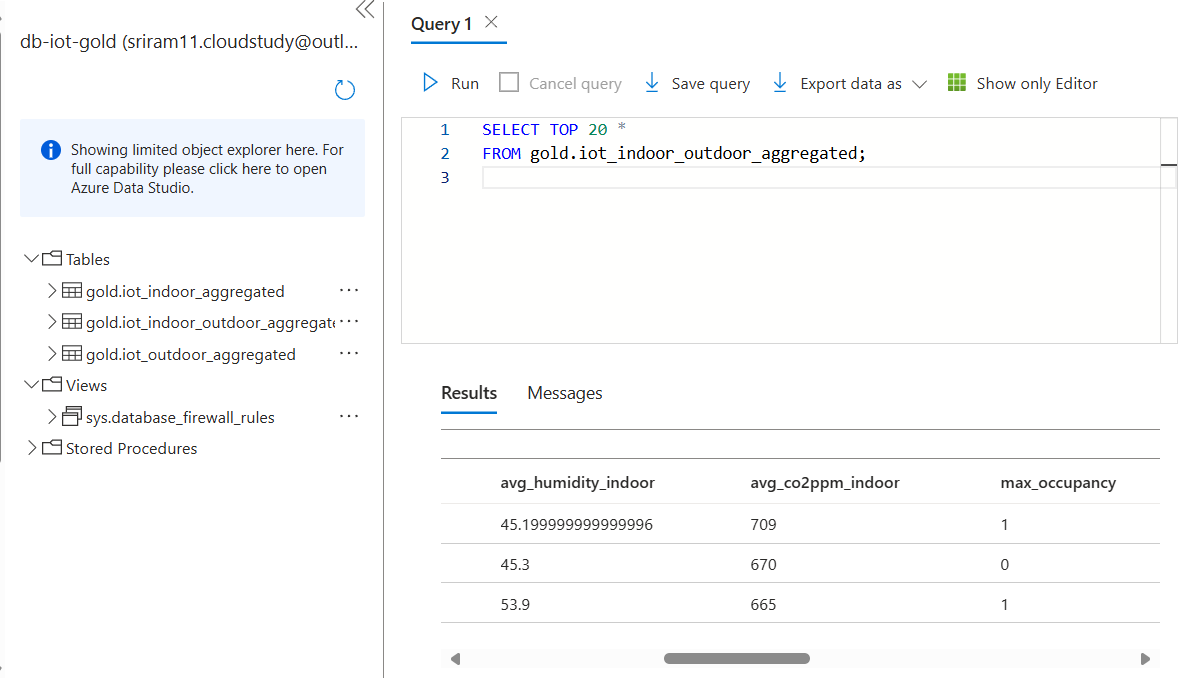 db-iot-gold (sriram11.cloudstudy@outl...
Showing limited object explorer here. For
full capability please click here to open
Azure Data Studio.
Tables
gold.iot_indoor_aggregated ...
gold.iot_indoor_outdoor_aggregate ...
gold.iot_outdoor_aggregated ...
Views
sys.database_firewall_rules ...
Stored Procedures
Query 1
Run Cancel query Save query Export data as Show only Editor
1 SELECT TOP 20 *
2 FROM gold.iot_indoor_outdoor_aggregated;
3
Results Messages
avg_humidity_indoor avg_co2ppm_indoor max_occupancy
45.199999999999996 709 1
45.3 670 0
53.9 665 1